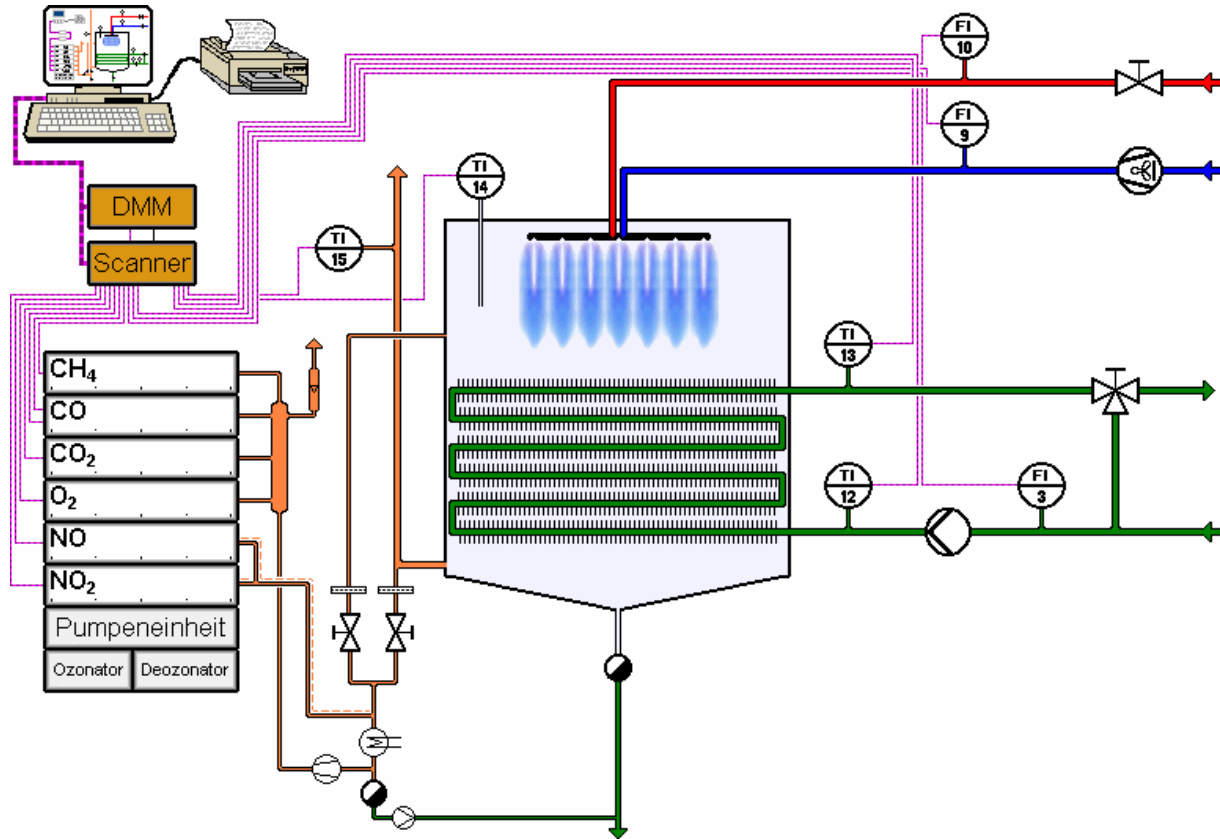 FI
10
FI
9
TI
14
DMM
TI
15
Scanner
TI
13
CH₄
CO
CO₂
TI
12
FI
3
O₂
NO
NO₂
Pumpeneinheit
Ozonator
Deozonator